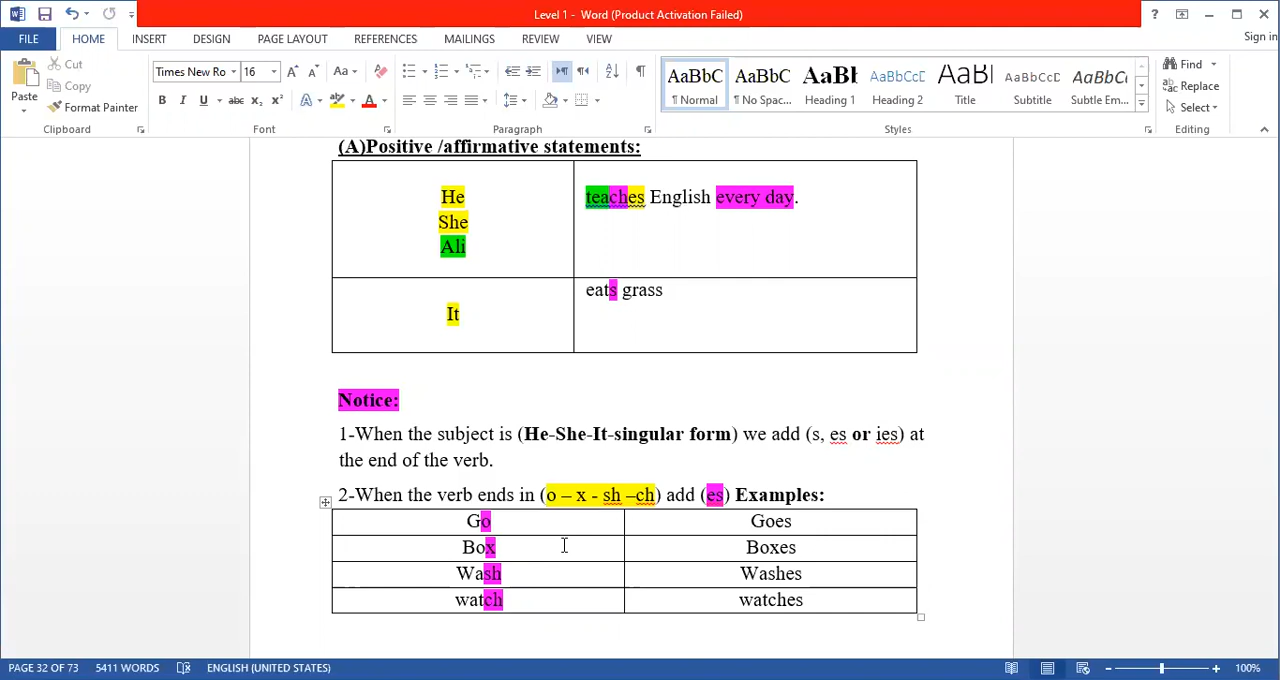 Level 1 - Word (Product Activation Failed)
FILE HOME INSERT DESIGN PAGE LAYOUT REFERENCES MAILINGS REVIEW VIEW Sign in
Cut
Copy
Format Painter
Paste
Clipboard
Times New Ro 16
Font
Paragraph
AaBbC AaBbC AaBbC AaBbCcD AaBbC AaBbCcD AaBbCc
¶ Normal ¶ No Spac... Heading 1 Heading 2 Title Subtitle Subtle Em...
Styles
Find
Replace
Select
Editing
(A)Positive /affirmative statements:
He
She
Ali
teaches English every day.
It
eats grass
Notice:
1-When the subject is (He-She-It-singular form) we add (s, es or ies) at
the end of the verb.
2-When the verb ends in (o – x - sh –ch) add (es) Examples:
Go Goes
Box Boxes
Wash Washes
watch watches
PAGE 32 OF 73 5411 WORDS ENGLISH (UNITED STATES) 100%